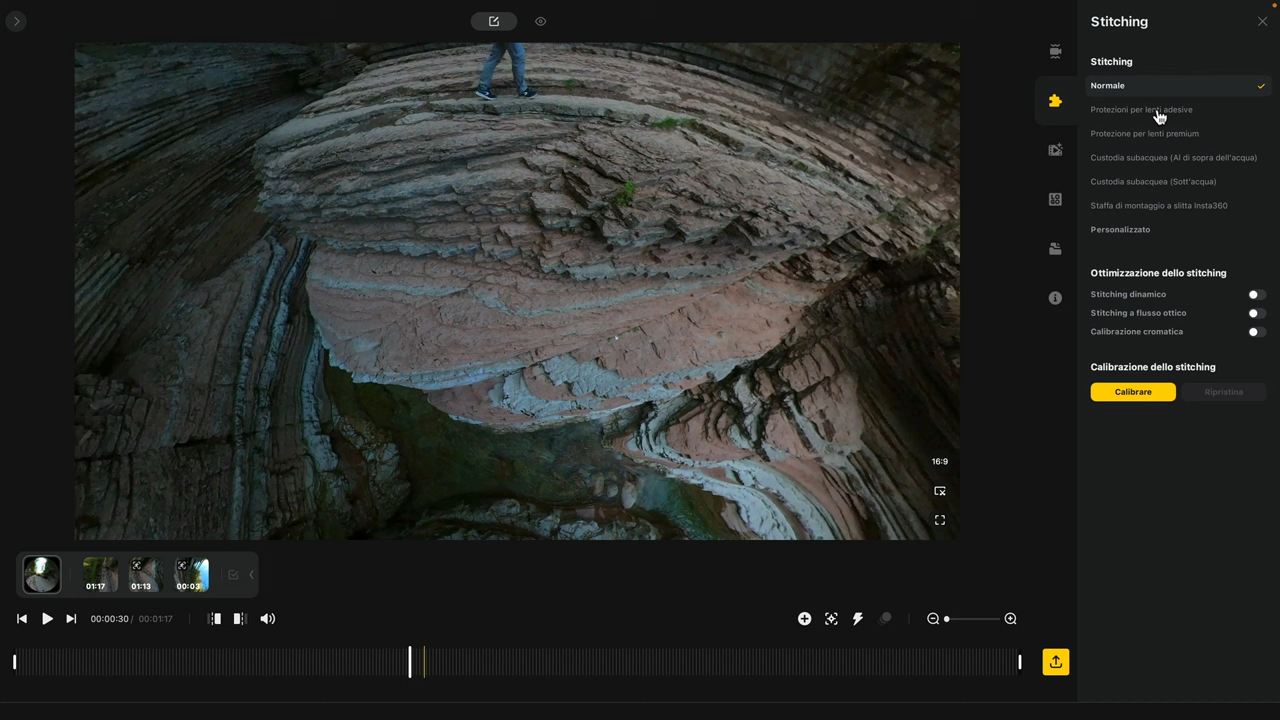 Stitching
Stitching
Normale
Protezioni per lenti adesive
Protezione per lenti premium
Custodia subacquea (Al di sopra dell'acqua)
Custodia subacquea (Sott'acqua)
Staffa di montaggio a slitta Insta360
Personalizzato
Ottimizzazione dello stitching
Stitching dinamico
Stitching a flusso ottico
Calibrazione cromatica
Calibrazione dello stitching
Calibrare Ripristina
16:9
01:17 01:13 00:03
00:00:30 / 00:01:17